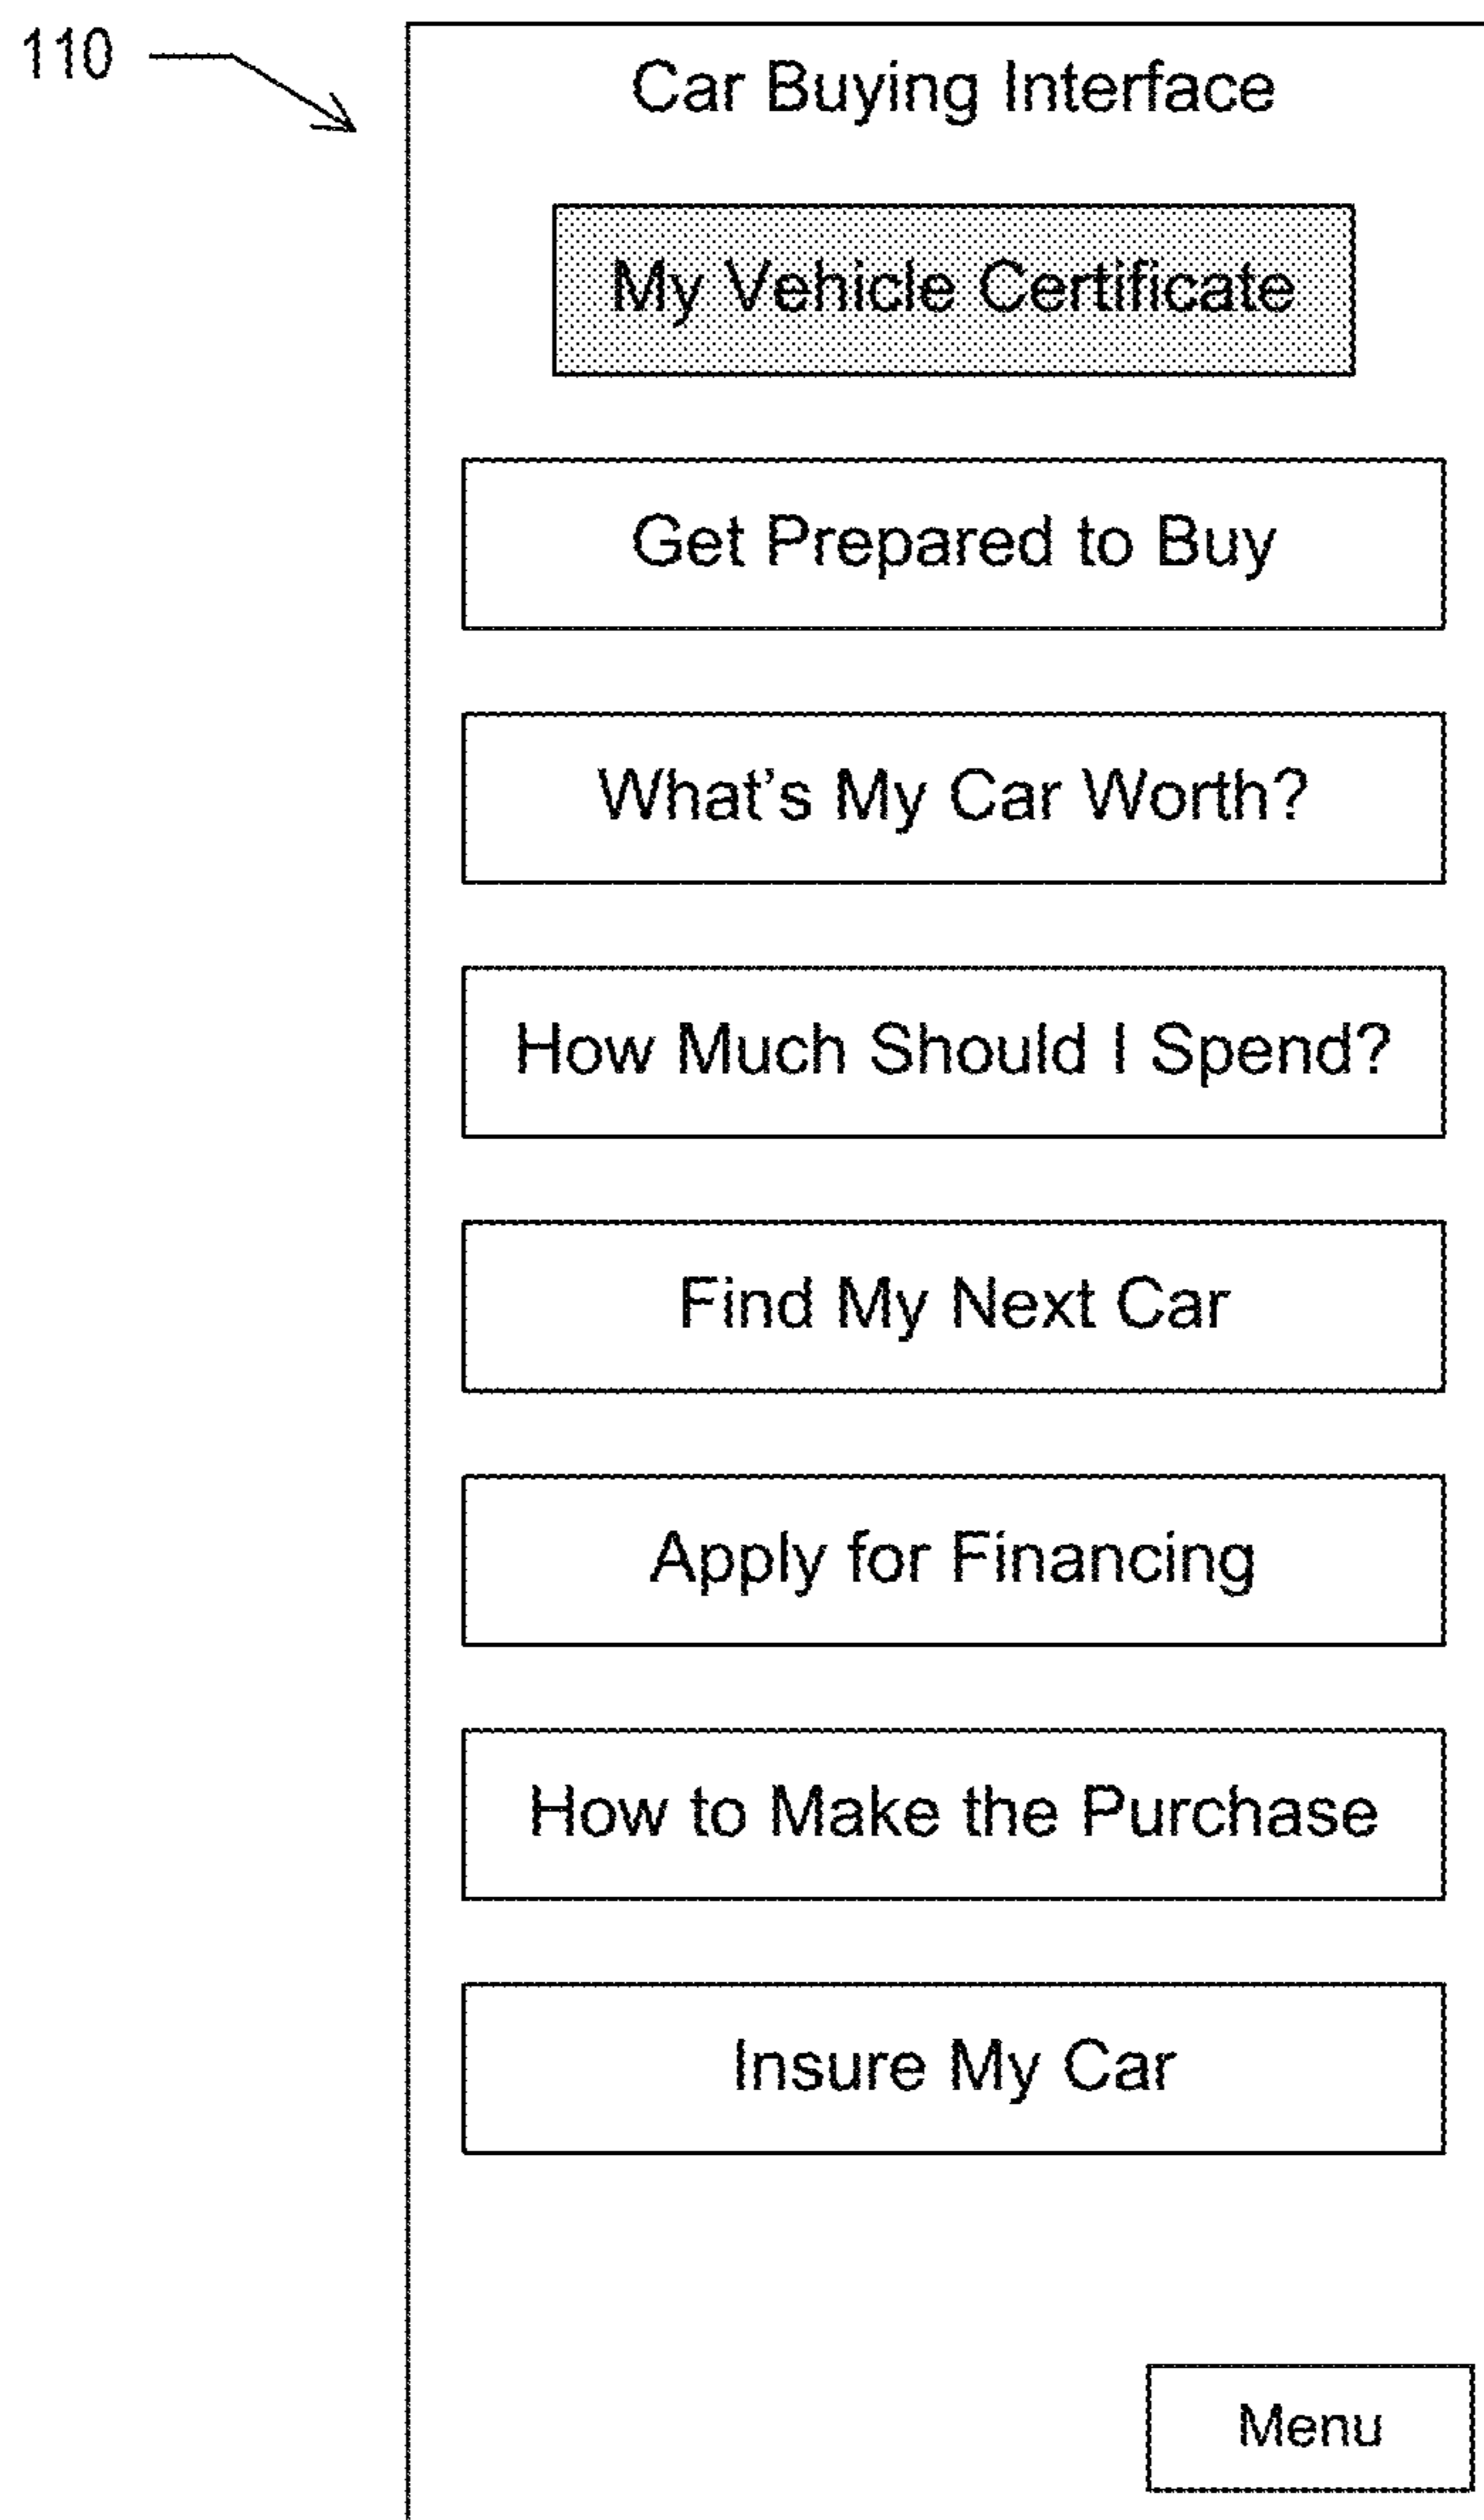 110
Car Buying Interface
My Vehicle Certificate
Get Prepared to Buy
What's My Car Worth?
How Much Should I Spend?
Find My Next Car
Apply for Financing
How to Make the Purchase
Insure My Car
Menu